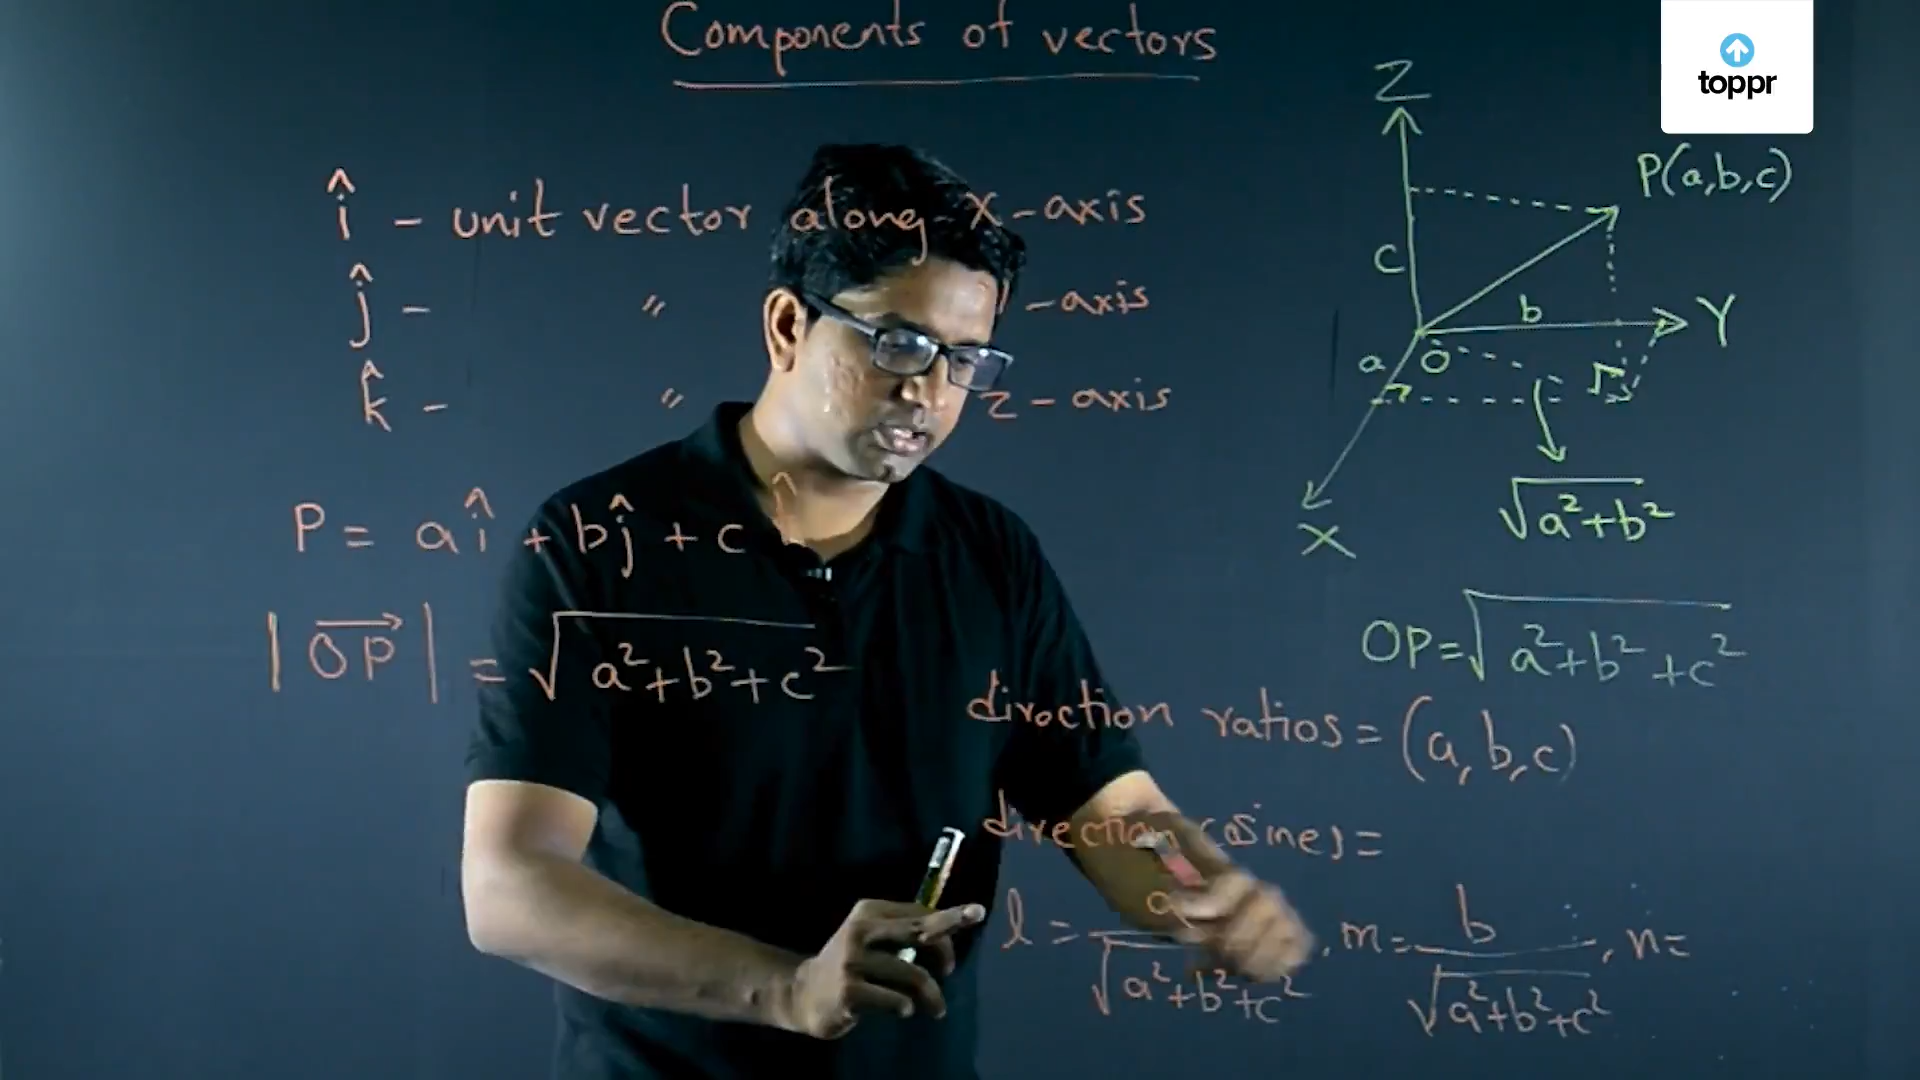 Components of vectors
toppr
î - unit vector along X-axis
ĵ - " -axis
k̂ - " z-axis
P = aî + bĵ + c
|OP| = √a²+b²+c²
Z
P(a,b,c)
c
b
Y
a
O
X
√a²+b²
OP=√a²+b²+c²
diroction ratios = (a,b,c)
direction cosines =
l = a/√a²+b²+c², m = b/√a²+b²+c², n =